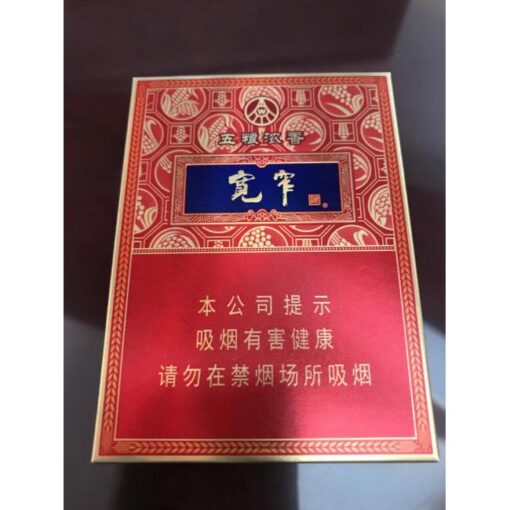 五粮浓香
宽窄
本公司提示
吸烟有害健康
请勿在禁烟场所吸烟